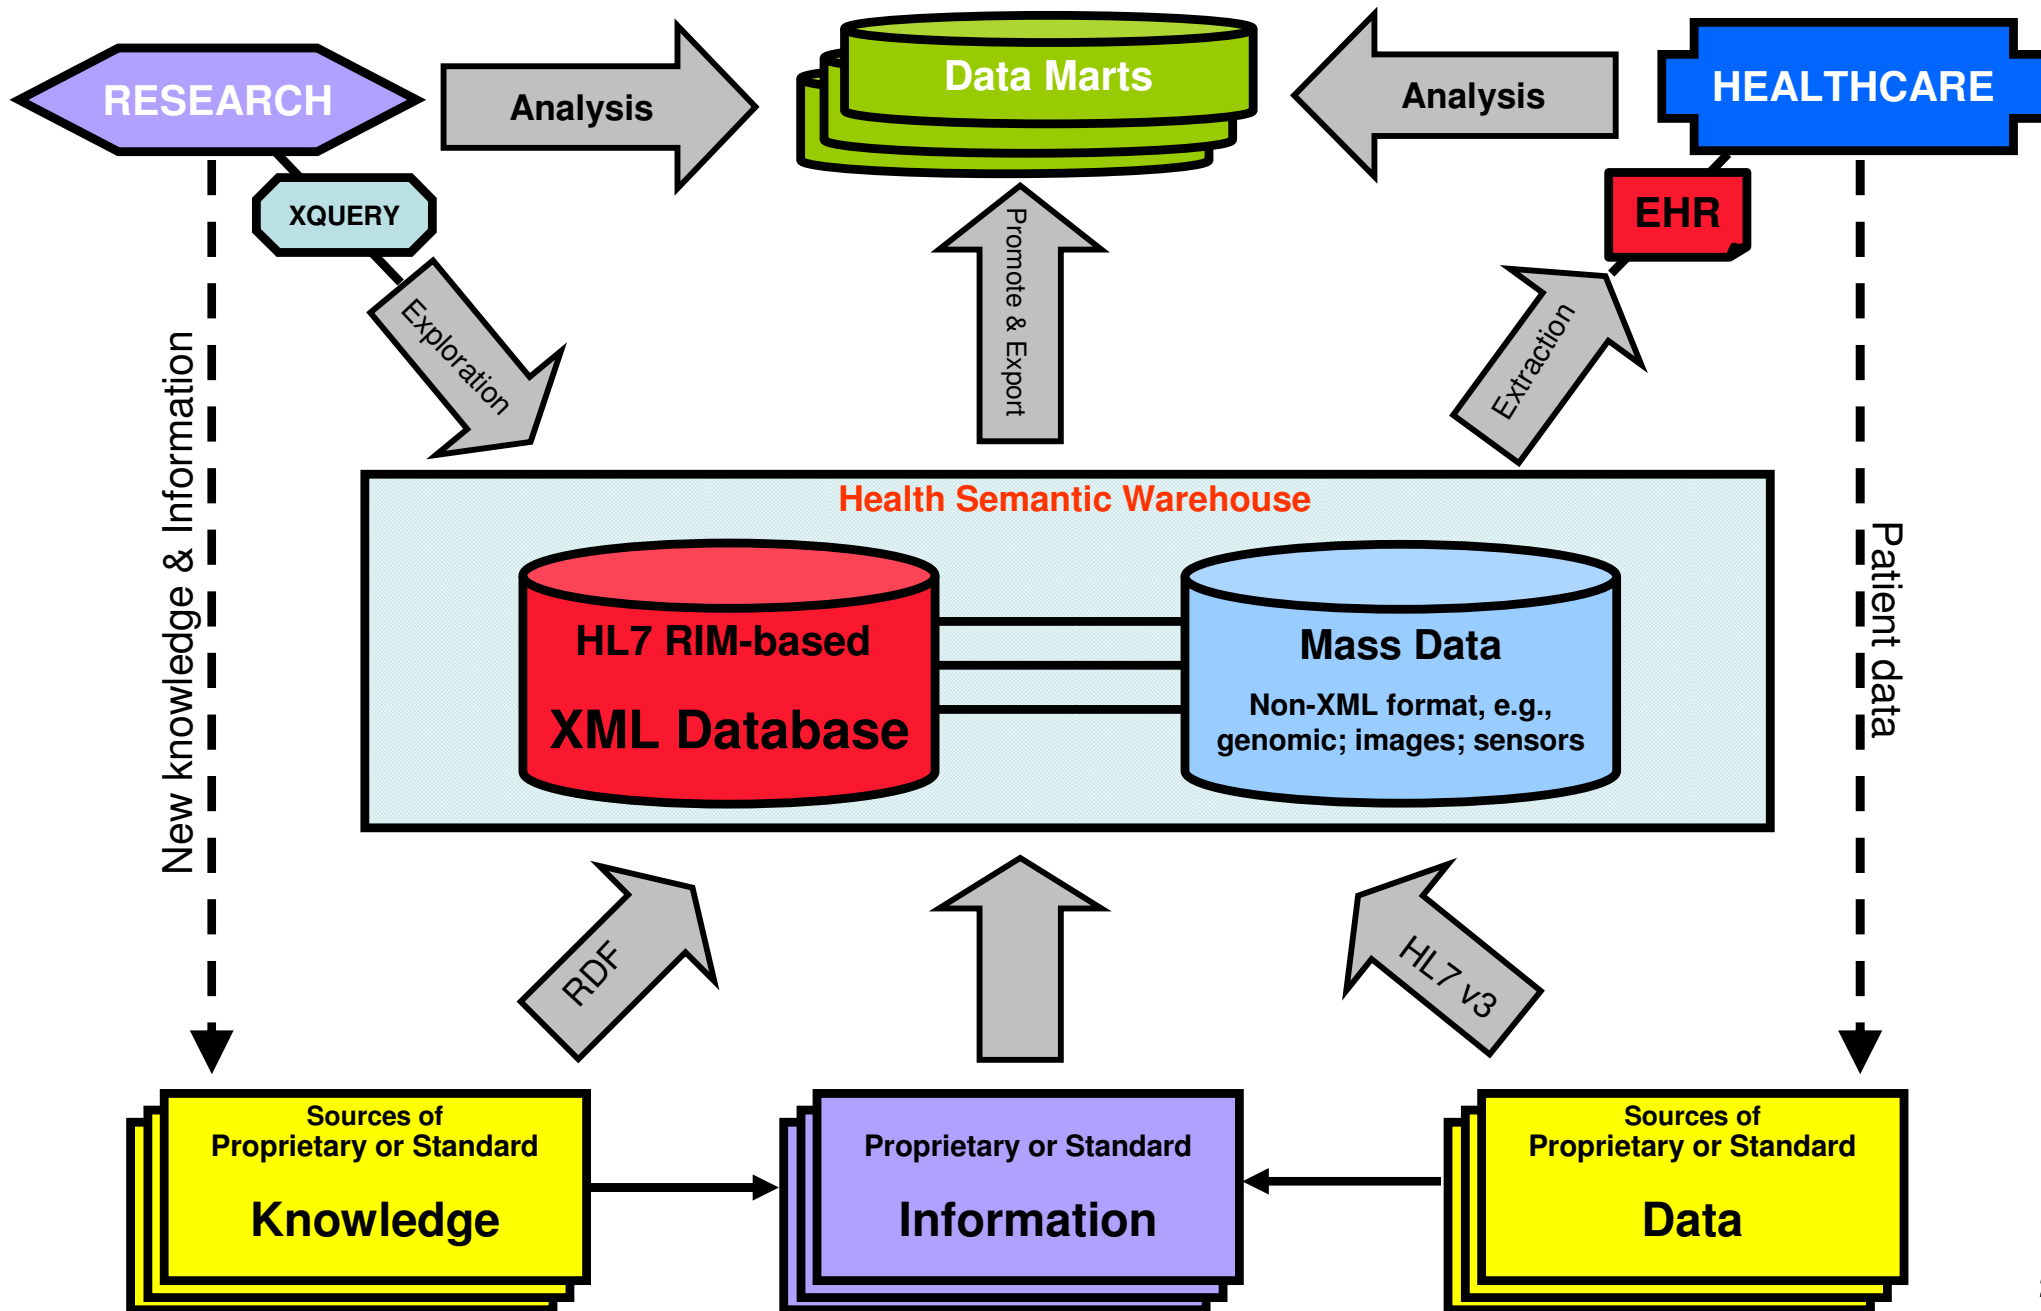 RESEARCH
Analysis
Data Marts
Analysis
HEALTHCARE
XQUERY
EHR
Exploration
Promote & Export
Extraction
New knowledge & Information
Patient data
Health Semantic Warehouse
HL7 RIM-based
XML Database
Mass Data
Non-XML format, e.g.,
genomic; images; sensors
RDF
HL7 v3
Sources of
Proprietary or Standard
Knowledge
Proprietary or Standard
Information
Sources of
Proprietary or Standard
Data